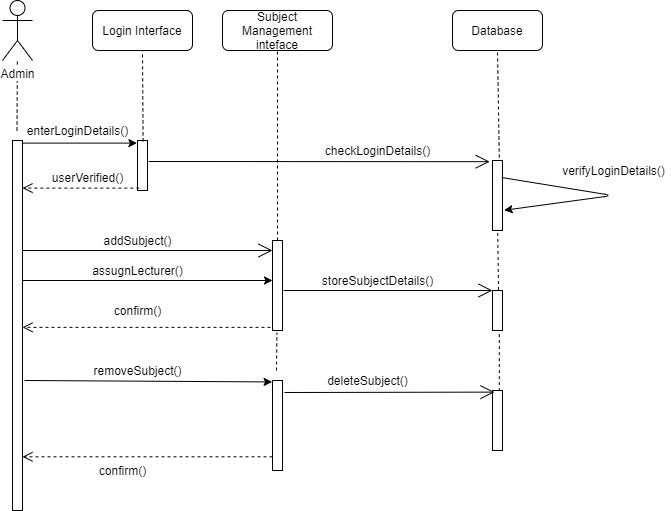 Admin
Login Interface
Subject
Management
inteface
Database
enterLoginDetails()
checkLoginDetails()
verifyLoginDetails()
userVerified()
addSubject()
assugnLecturer()
storeSubjectDetails()
confirm()
removeSubject()
deleteSubject()
confirm()